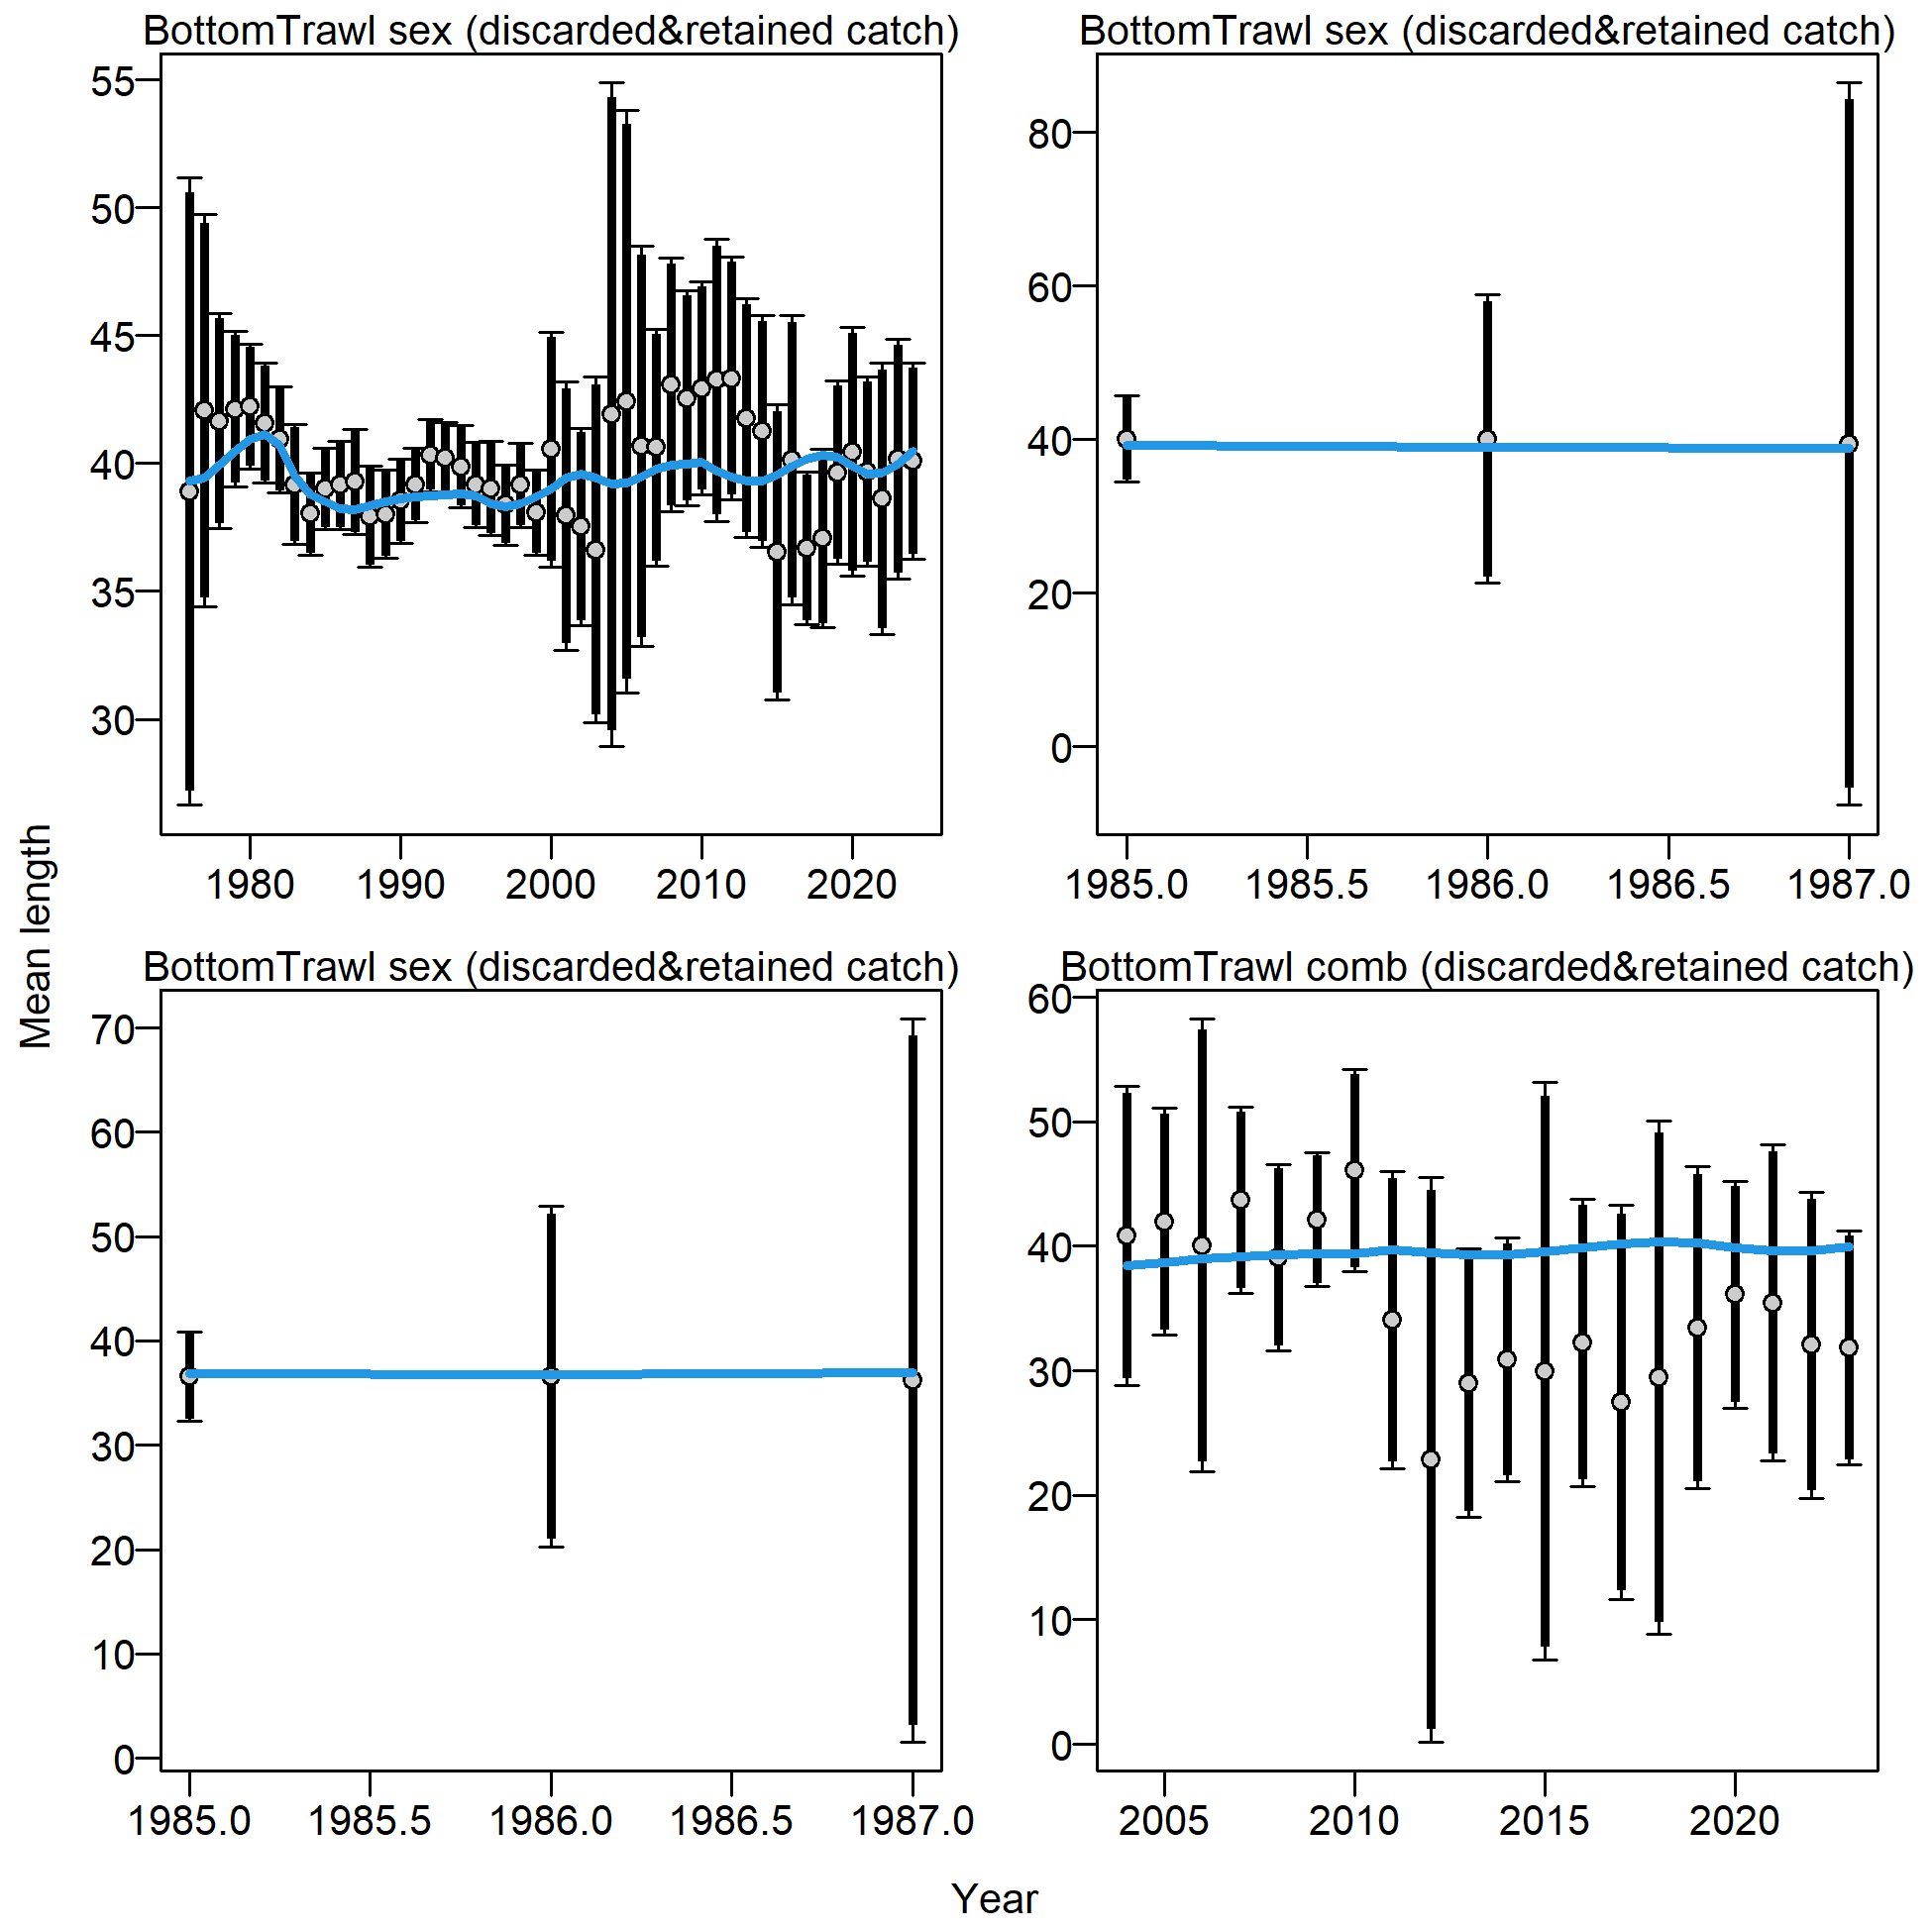 BottomTrawl sex (discarded&retained catch)
55
50
45
40
35
30
1980 1990 2000 2010 2020
BottomTrawl sex (discarded&retained catch)
80
60
40
20
0
1985.0 1985.5 1986.0 1986.5 1987.0
Mean length
BottomTrawl sex (discarded&retained catch)
70
60
50
40
30
20
10
0
1985.0 1985.5 1986.0 1986.5 1987.0
BottomTrawl comb (discarded&retained catch)
60
50
40
30
20
10
0
2005 2010 2015 2020
Year